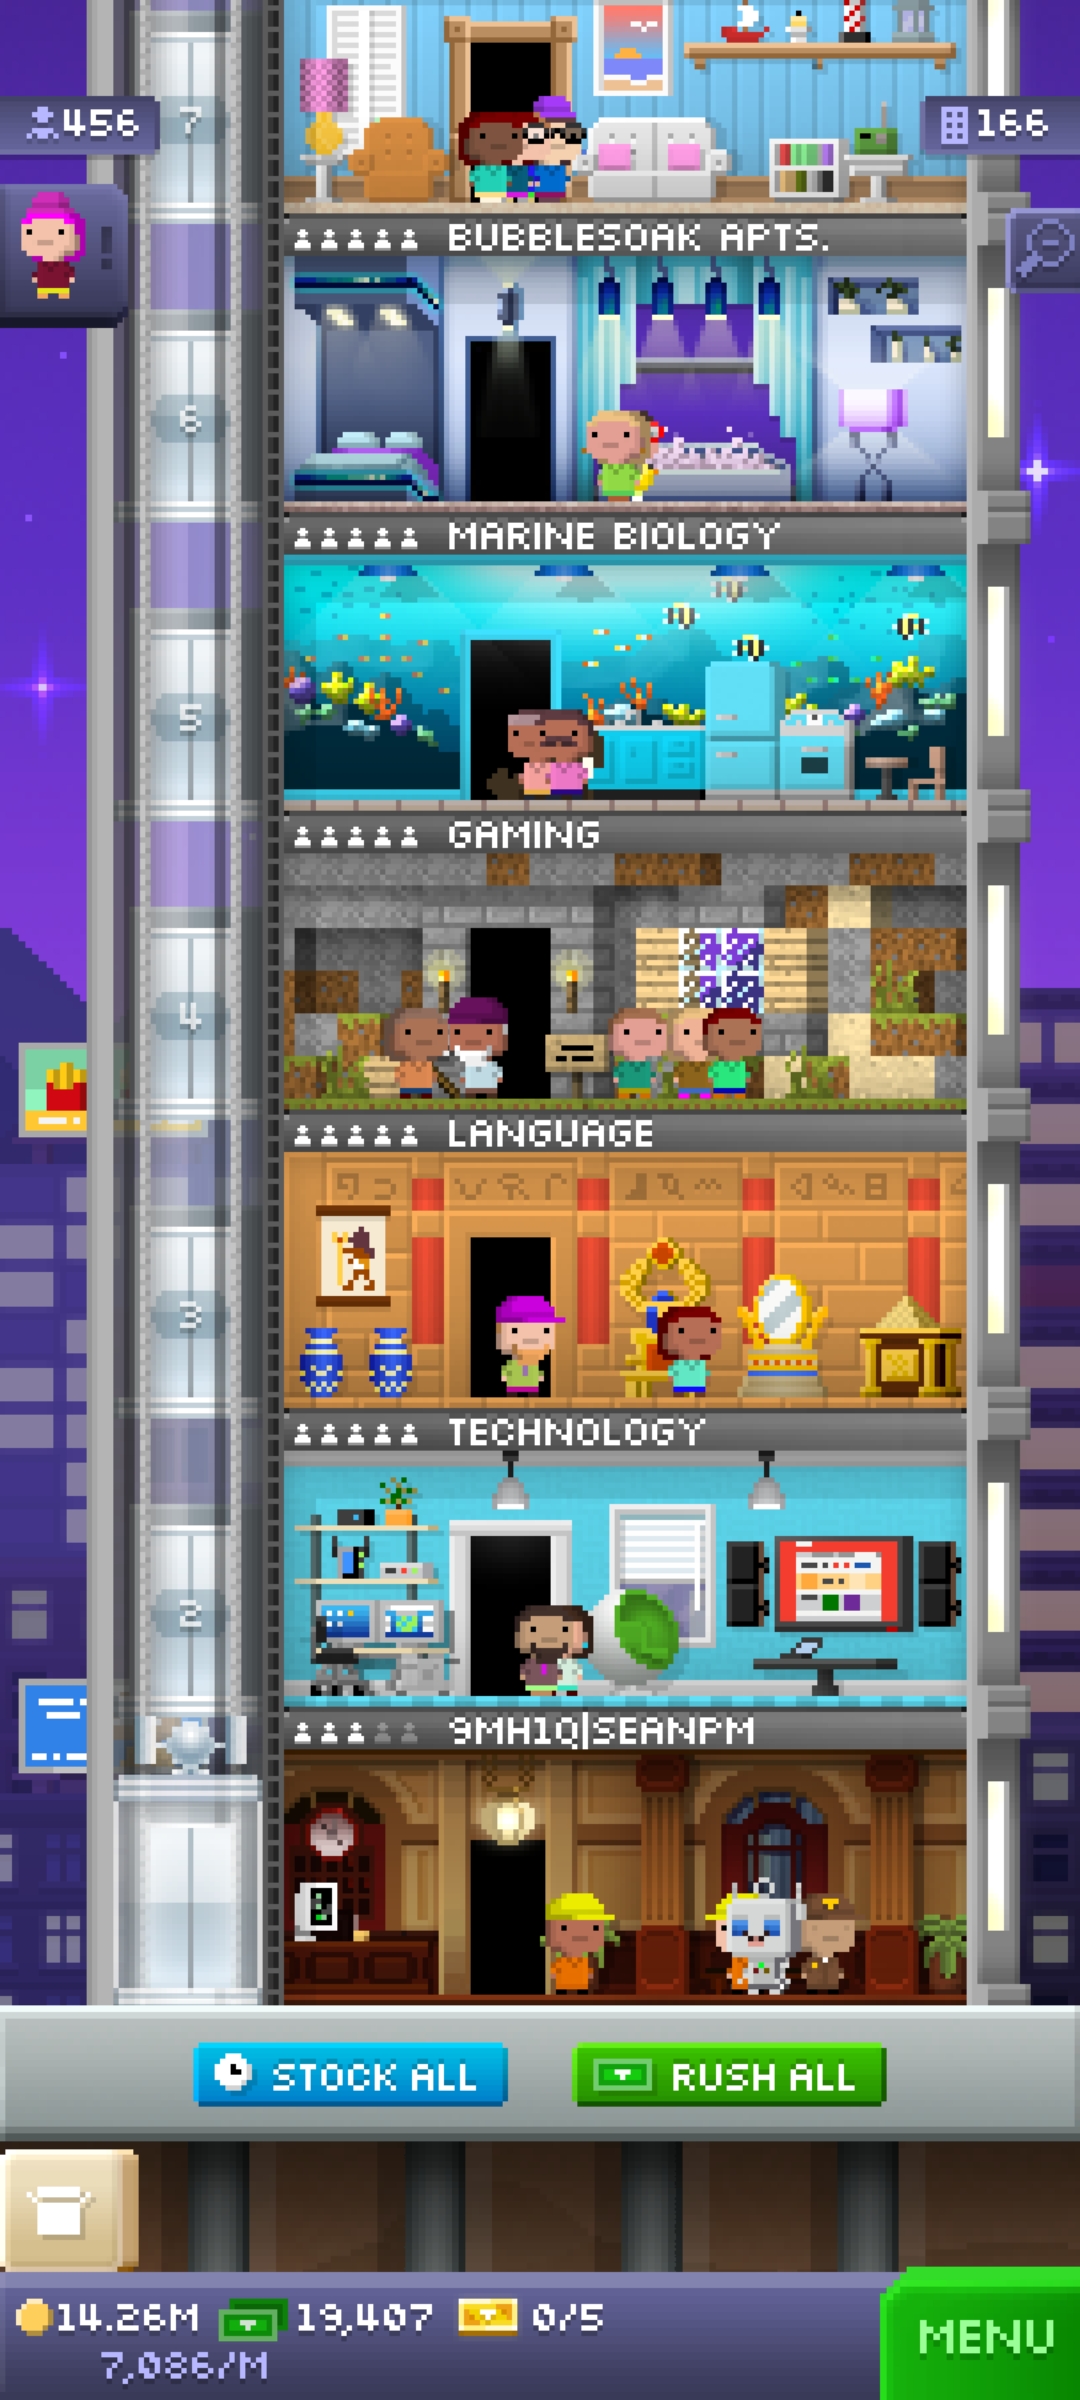 7
456
166
BUBBLESOAK APTS.
6
MARINE BIOLOGY
5
GAMING
4
LANGUAGE
3
TECHNOLOGY
2
9MH1Q|SEANPM
STOCK ALL
RUSH ALL
14.26M 19,407 0/5
7,086/M
MENU